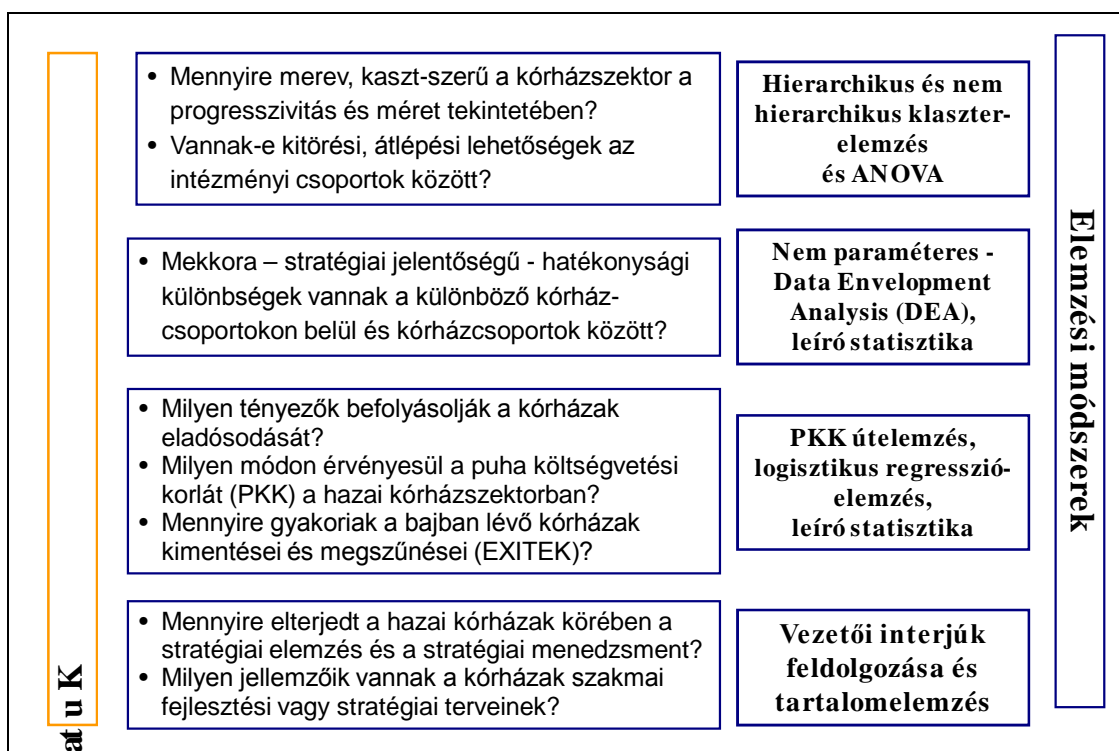 • Mennyire merev, kaszt-szerű a kórházszektor a
progresszivitás és méret tekintetében?
• Vannak-e kitörési, átlépési lehetőségek az
intézményi csoportok között?
Hierarchikus és nem
hierarchikus klaszter-
elemzés
és ANOVA
• Mekkora – stratégiai jelentőségű - hatékonysági
különbségek vannak a különböző kórház-
csoportokon belül és kórházcsoportok között?
Nem paraméteres -
Data Envelopment
Analysis (DEA),
leíró statisztika
• Milyen tényezők befolyásolják a kórházak
eladósodását?
• Milyen módon érvényesül a puha költségvetési
korlát (PKK) a hazai kórházszektorban?
• Mennyire gyakoriak a bajban lévő kórházak
kimentései és megszűnései (EXITEK)?
PKK útelemzés,
logisztikus regresszió-
elemzés,
leíró statisztika
• Mennyire elterjedt a hazai kórházak körében a
stratégiai elemzés és a stratégiai menedzsment?
• Milyen jellemzőik vannak a kórházak szakmai
fejlesztési vagy stratégiai terveinek?
Vezetői interjúk
feldolgozása és
tartalomelemzés
Elemzési módszerek
at u K